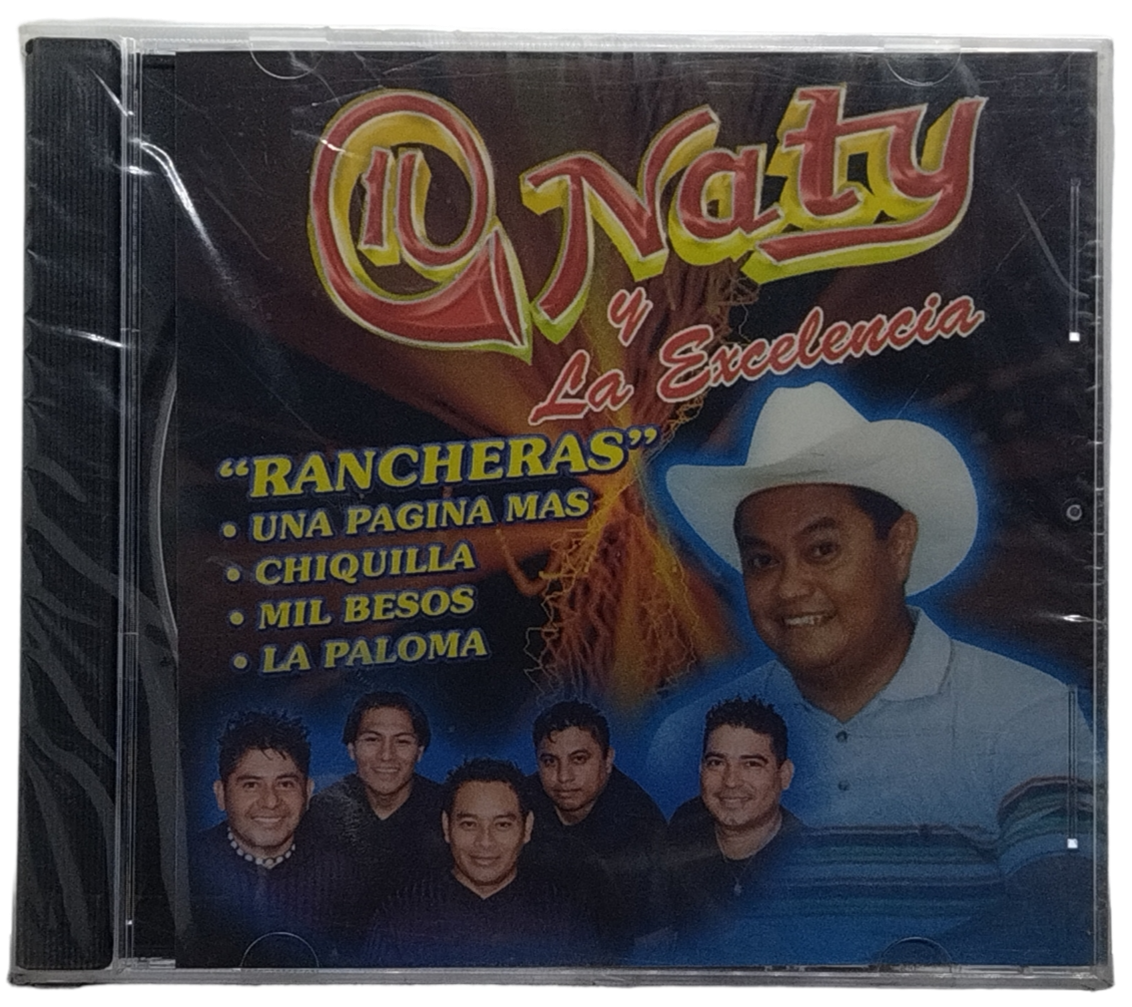 Naty
y
La Excelencia
“RANCHERAS”
• UNA PAGINA MAS
• CHIQUILLA
• MIL BESOS
• LA PALOMA